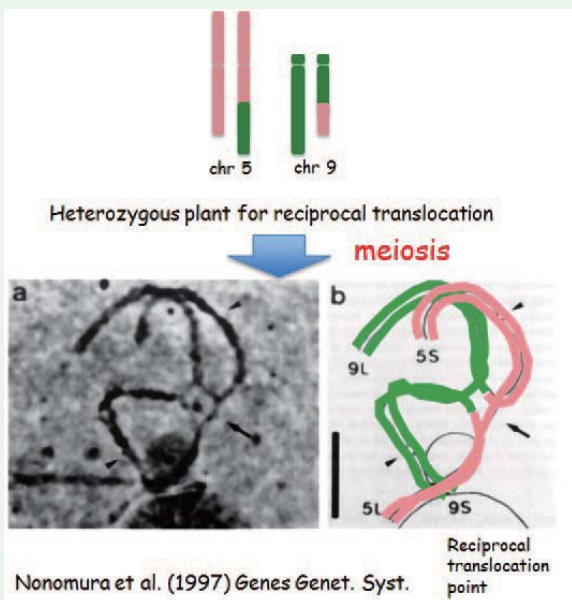 chr 5 chr 9
Heterozygous plant for reciprocal translocation
meiosis
a b
9L 5S
5L 9S
Reciprocal
translocation
point
Nonomura et al. (1997) Genes Genet. Syst.